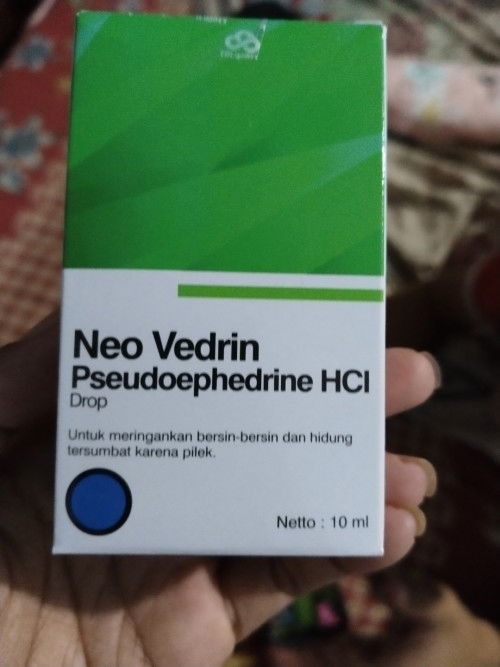 Neo Vedrin
Pseudoephedrine HCl
Drop
Untuk meringankan bersin-bersin dan hidung
tersumbat karena pilek.
Netto : 10 ml